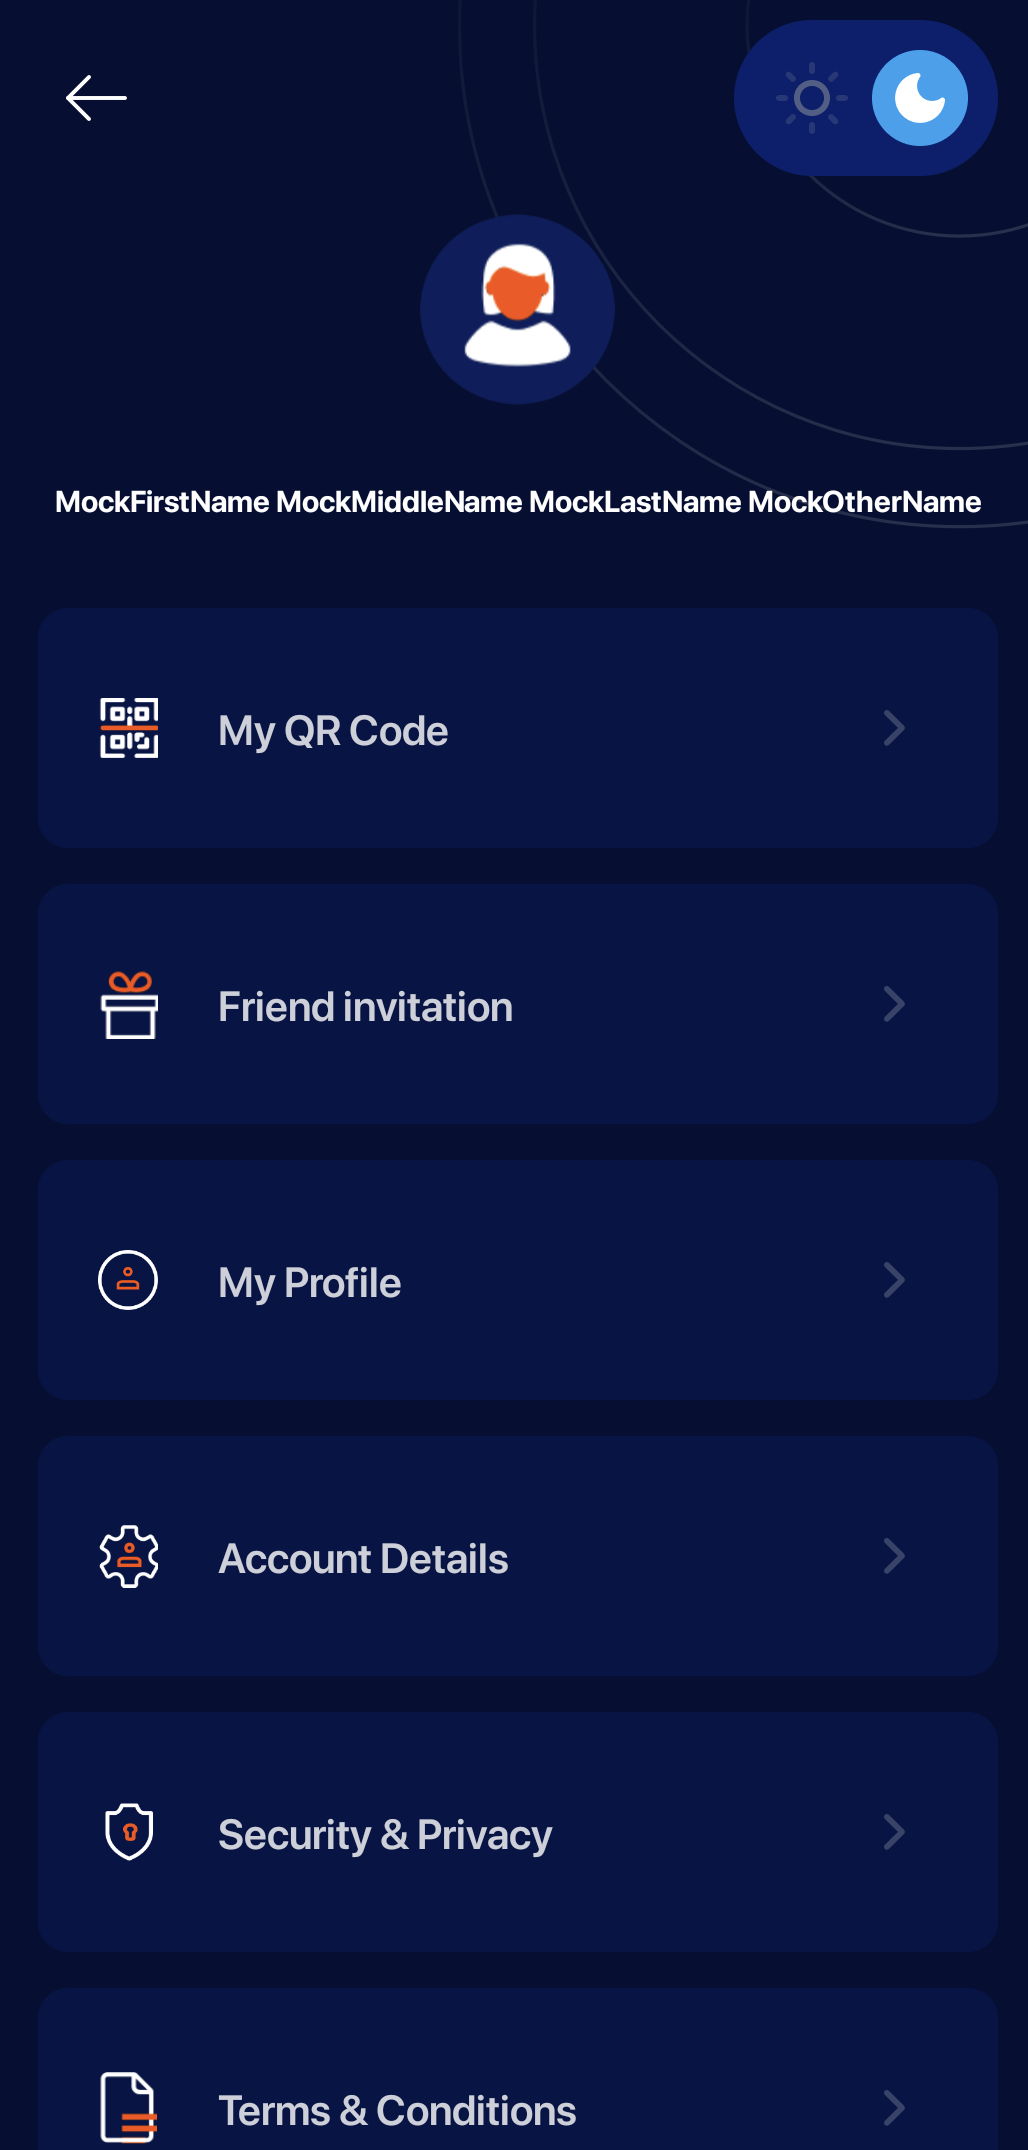 MockFirstName MockMiddleName MockLastName MockOtherName
My QR Code
Friend invitation
My Profile
Account Details
Security & Privacy
Terms & Conditions